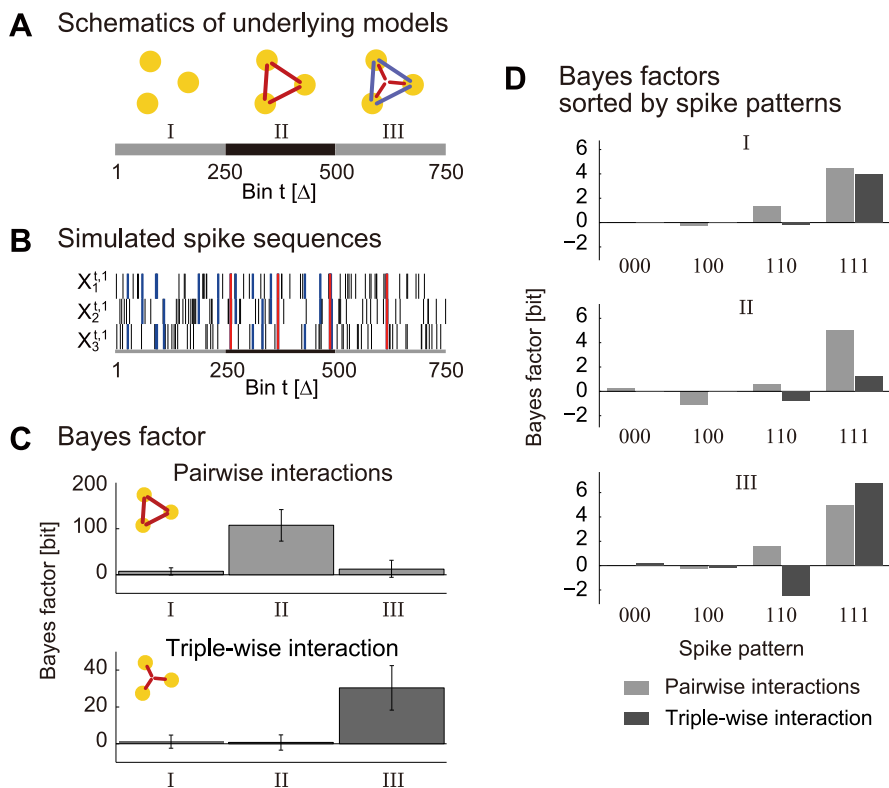 A Schematics of underlying models
I II III
1 250 500 750
Bin t [Δ]
B Simulated spike sequences
X₁ᵗ,¹
X₂ᵗ,¹
X₃ᵗ,¹
1 250 500 750
Bin t [Δ]
C Bayes factor
Pairwise interactions
200
100
0
I II III
Bayes factor [bit]
Triple-wise interaction
40
20
0
I II III
D Bayes factors
sorted by spike patterns
I
6
4
2
0
−2
000 100 110 111
II
6
4
2
0
−2
000 100 110 111
Bayes factor [bit]
III
6
4
2
0
−2
000 100 110 111
Spike pattern
Pairwise interactions
Triple-wise interaction